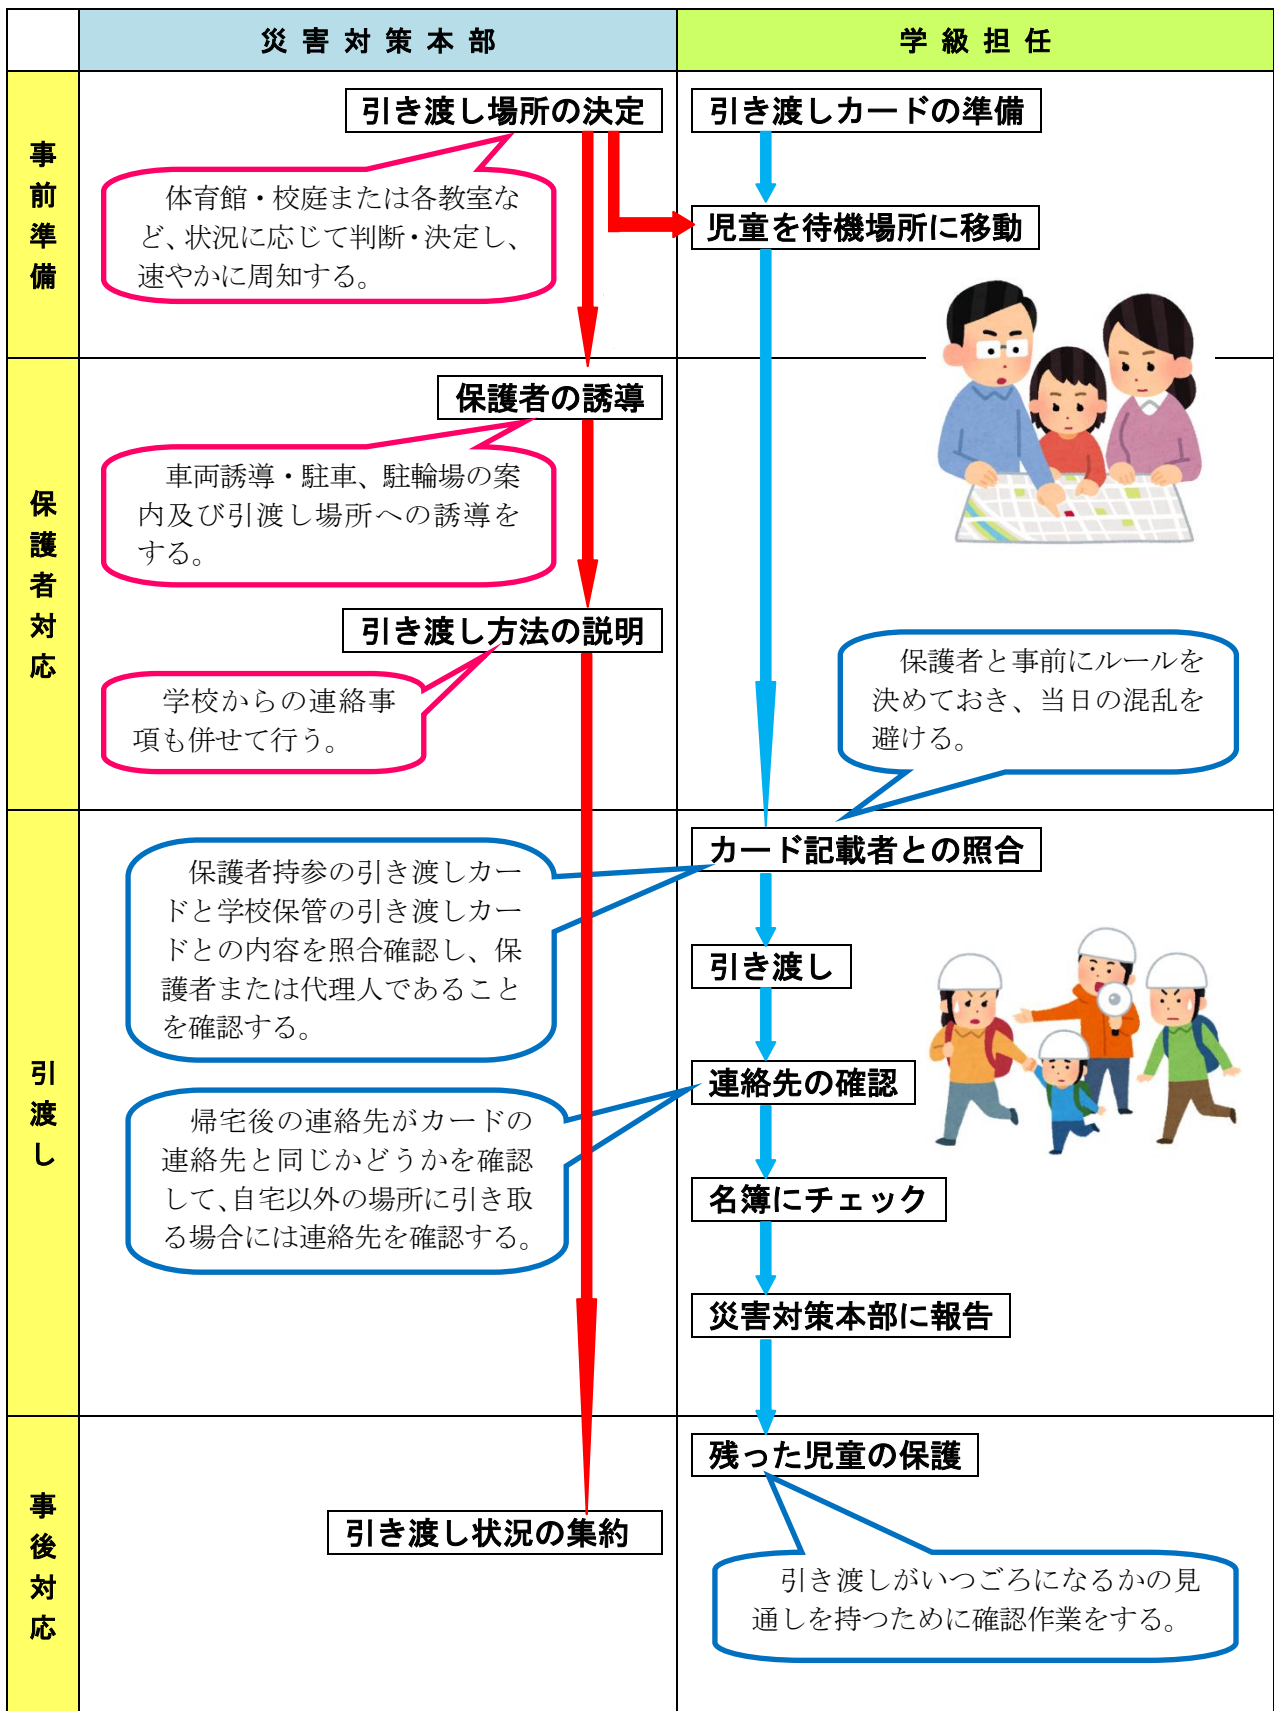 災害対策本部
学級担任
事前準備
引き渡し場所の決定
体育館・校庭または各教室な
ど、状況に応じて判断・決定し、
速やかに周知する。
引き渡しカードの準備
児童を待機場所に移動
保護者対応
保護者の誘導
車両誘導・駐車、駐輪場の案
内及び引渡し場所への誘導を
する。
引き渡し方法の説明
学校からの連絡事
項も併せて行う。
保護者と事前にルールを
決めておき、当日の混乱を
避ける。
引渡し
カード記載者との照合
保護者持参の引き渡しカー
ドと学校保管の引き渡しカー
ドとの内容を照合確認し、保
護者または代理人であること
を確認する。
引き渡し
連絡先の確認
帰宅後の連絡先がカードの
連絡先と同じかどうかを確認
して、自宅以外の場所に引き取
る場合には連絡先を確認する。
名簿にチェック
災害対策本部に報告
事後対応
残った児童の保護
引き渡し状況の集約
引き渡しがいつごろになるかの見
通しを持つために確認作業をする。